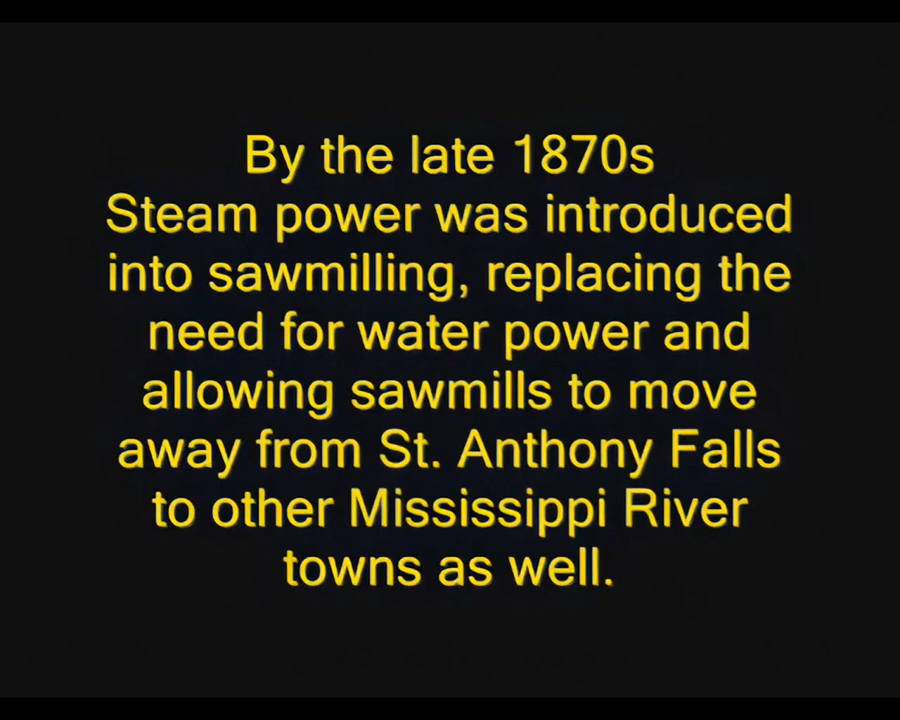 By the late 1870s
Steam power was introduced
into sawmilling, replacing the
need for water power and
allowing sawmills to move
away from St. Anthony Falls
to other Mississippi River
towns as well.